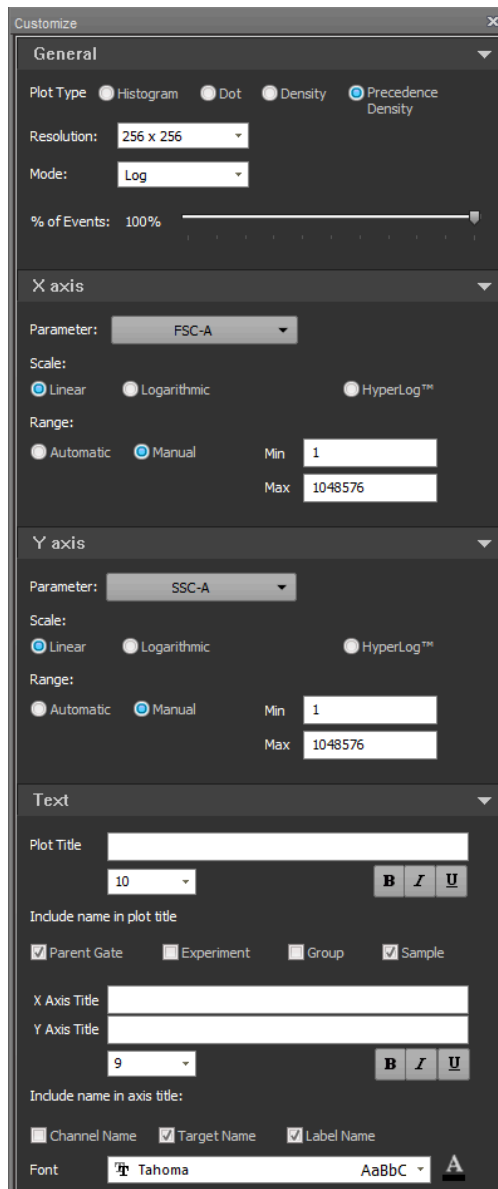 Customize
General
Plot Type Histogram Dot Density Precedence
Density
Resolution: 256 x 256
Mode: Log
% of Events: 100%
X axis
Parameter: FSC-A
Scale:
Linear Logarithmic HyperLog™
Range:
Automatic Manual Min 1
Max 1048576
Y axis
Parameter: SSC-A
Scale:
Linear Logarithmic HyperLog™
Range:
Automatic Manual Min 1
Max 1048576
Text
Plot Title
10 B I U
Include name in plot title
Parent Gate Experiment Group Sample
X Axis Title
Y Axis Title
9 B I U
Include name in axis title:
Channel Name Target Name Label Name
Font Tahoma AaBbC A